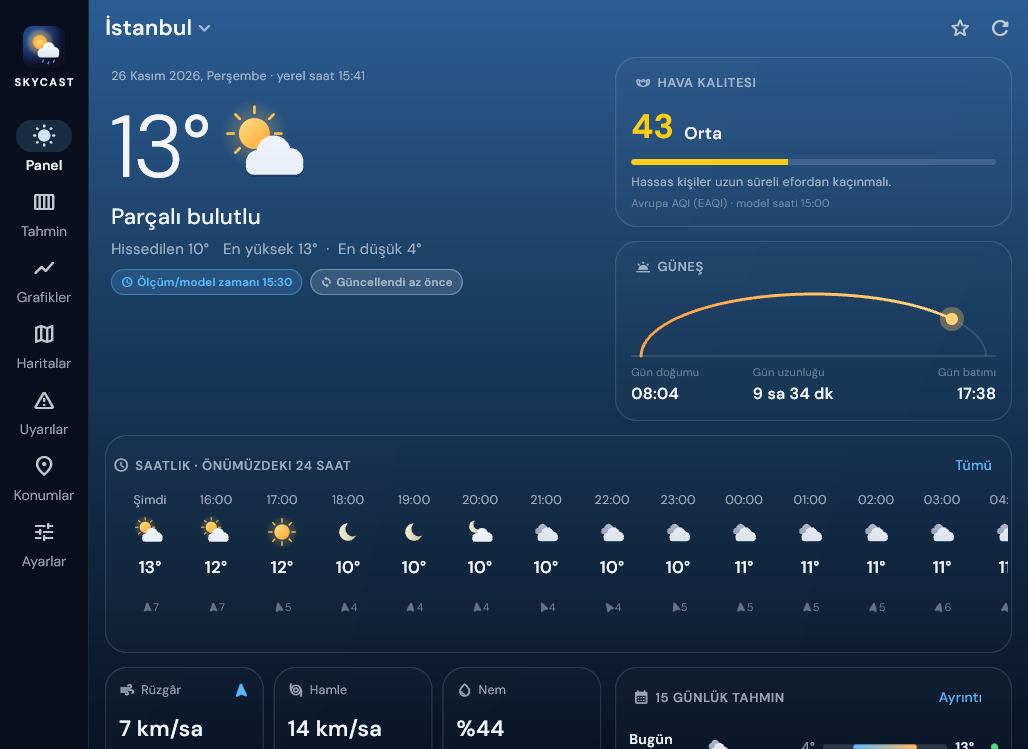 İstanbul
SKYCAST
Panel
Tahmin
Grafikler
Haritalar
Uyarılar
Konumlar
Ayarlar
26 Kasım 2026, Perşembe · yerel saat 15:41
13°
Parçalı bulutlu
Hissedilen 10° En yüksek 13° · En düşük 4°
Ölçüm/model zamanı 15:30 Güncellendi az önce
HAVA KALITESI
43 Orta
Hassas kişiler uzun süreli efordan kaçınmalı.
Avrupa AQI (EAQI) · model saati 15:00
GÜNEŞ
Gün doğumu Gün uzunluğu Gün batımı
08:04 9 sa 34 dk 17:38
SAATLIK · ÖNÜMÜZDEKI 24 SAAT Tümü
Şimdi 16:00 17:00 18:00 19:00 20:00 21:00 22:00 23:00 00:00 01:00 02:00 03:00 04:
13° 12° 12° 10° 10° 10° 10° 10° 10° 11° 11° 11° 11° 11
7 7 5 4 4 4 4 4 5 5 5 5 6
Rüzgâr
7 km/sa
Hamle
14 km/sa
Nem
%44
15 GÜNLÜK TAHMIN Ayrıntı
Bugün 4° 13°